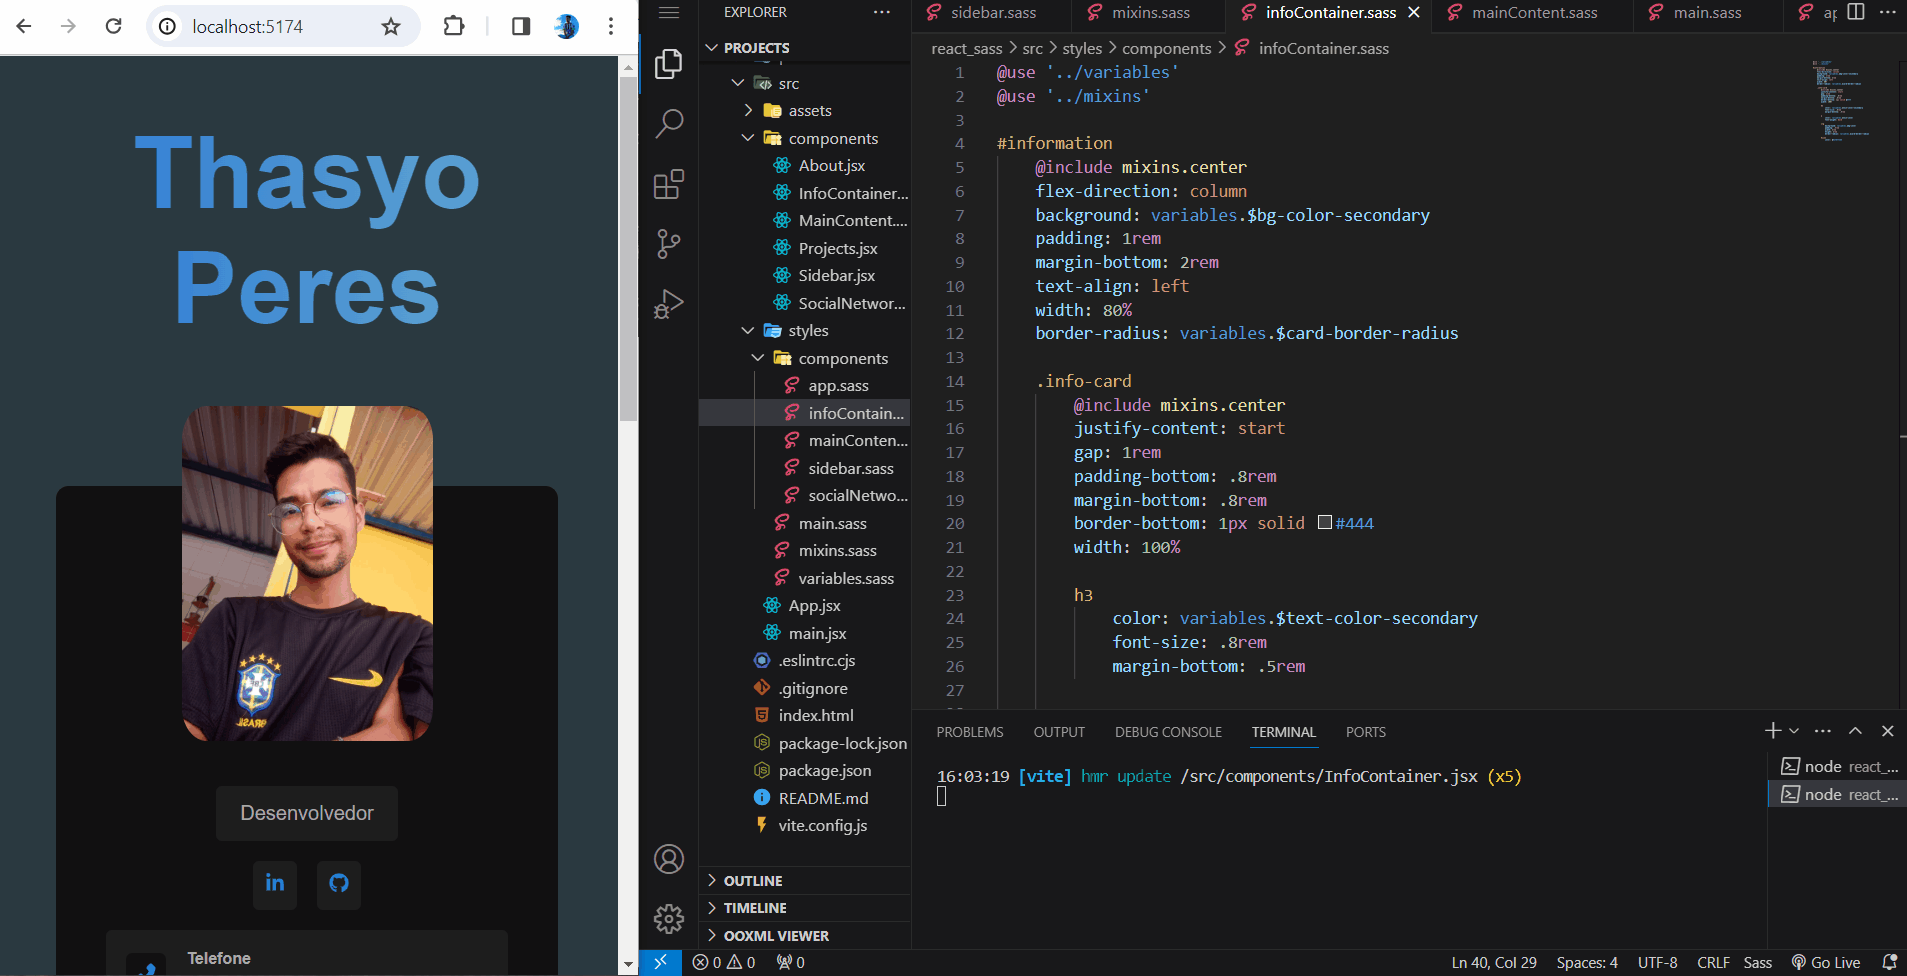 localhost:5174
Thasyo
Peres
Desenvolvedor
in
Telefone
EXPLORER
PROJECTS
src
assets
components
About.jsx
InfoContainer...
MainContent....
Projects.jsx
Sidebar.jsx
SocialNetwor...
styles
components
app.sass
infoContain...
mainConten...
sidebar.sass
socialNetwo...
main.sass
mixins.sass
variables.sass
App.jsx
main.jsx
.eslintrc.cjs
.gitignore
index.html
package-lock.json
package.json
README.md
vite.config.js
OUTLINE
TIMELINE
OOXML VIEWER
sidebar.sass mixins.sass infoContainer.sass mainContent.sass main.sass ap
react_sass > src > styles > components > infoContainer.sass
1 @use '../variables'
2 @use '../mixins'
3
4 #information
5 @include mixins.center
6 flex-direction: column
7 background: variables.$bg-color-secondary
8 padding: 1rem
9 margin-bottom: 2rem
10 text-align: left
11 width: 80%
12 border-radius: variables.$card-border-radius
13
14 .info-card
15 @include mixins.center
16 justify-content: start
17 gap: 1rem
18 padding-bottom: .8rem
19 margin-bottom: .8rem
20 border-bottom: 1px solid #444
21 width: 100%
22
23 h3
24 color: variables.$text-color-secondary
25 font-size: .8rem
26 margin-bottom: .5rem
27
PROBLEMS OUTPUT DEBUG CONSOLE TERMINAL PORTS
16:03:19 [vite] hmr update /src/components/InfoContainer.jsx (x5)
node react_...
node react_...
0 0 0 Ln 40, Col 29 Spaces: 4 UTF-8 CRLF Sass Go Live